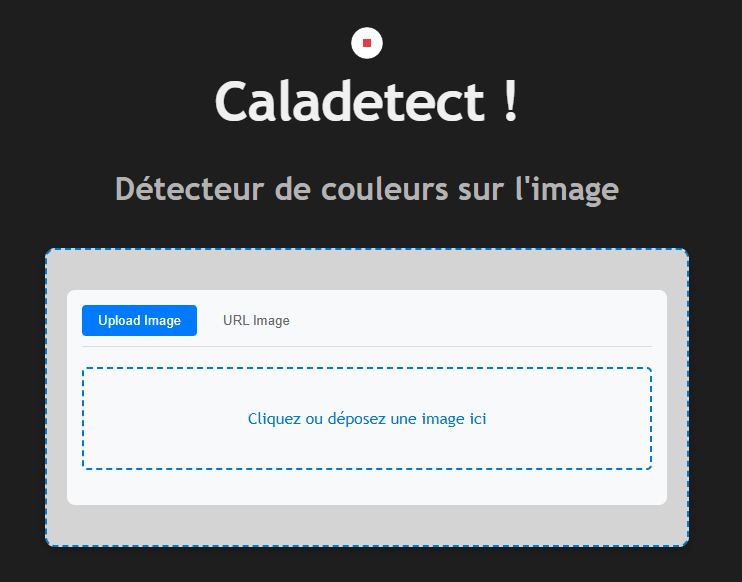 Caladetect !
Détecteur de couleurs sur l'image
Upload Image URL Image
Cliquez ou déposez une image ici